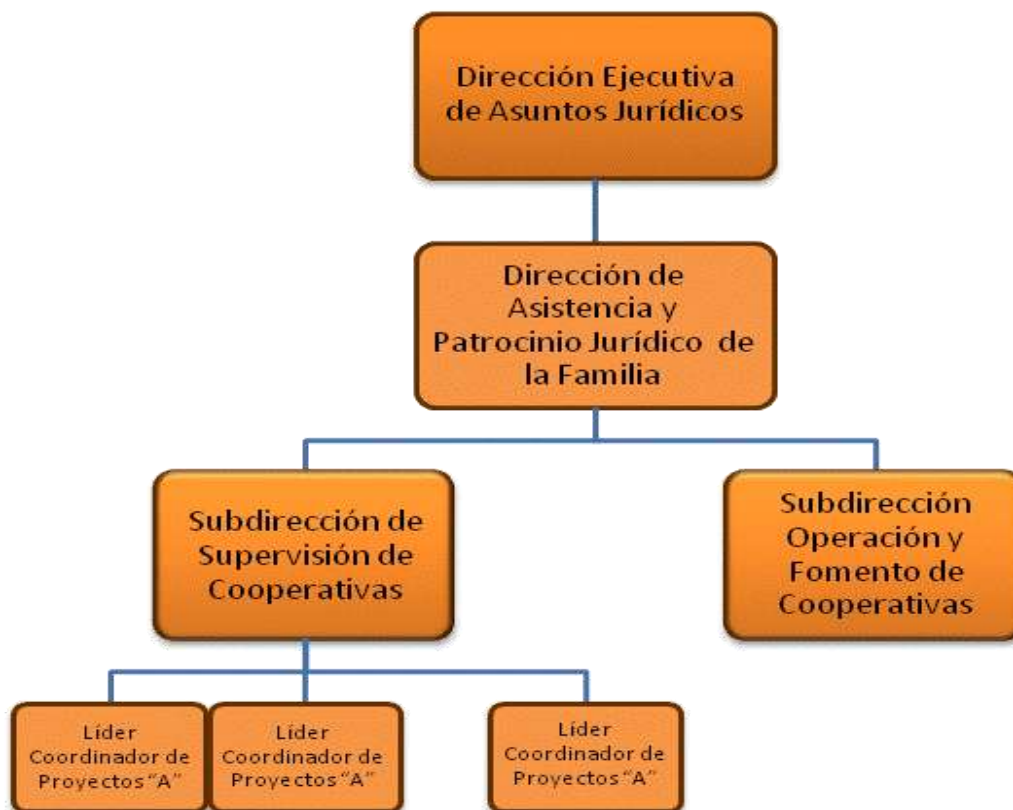 Dirección Ejecutiva
de Asuntos Jurídicos
Dirección de
Asistencia y
Patrocinio Jurídico de
la Familia
Subdirección de
Supervisión de
Cooperativas
Subdirección
Operación y
Fomento de
Cooperativas
Líder
Coordinador de
Proyectos “A”
Líder
Coordinador de
Proyectos “A”
Líder
Coordinador de
Proyectos “A”